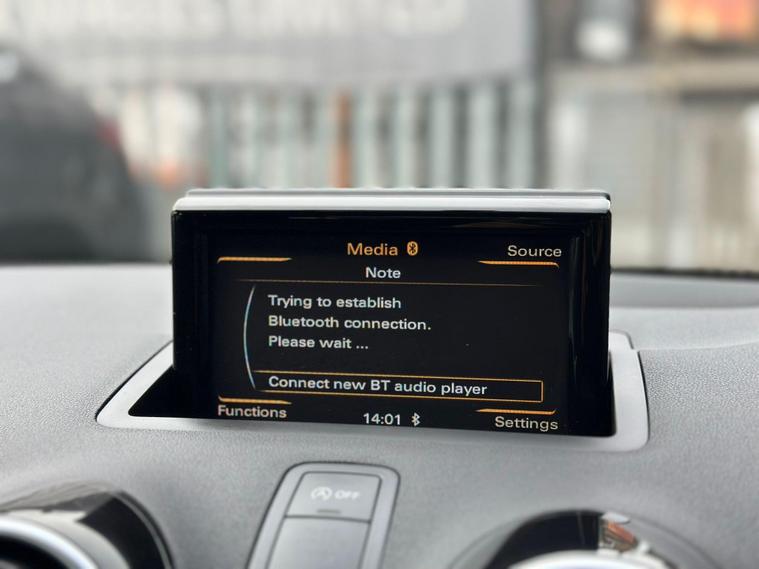 Media
Source
Note
Trying to establish
Bluetooth connection.
Please wait ...
Connect new BT audio player
Functions
14:01
Settings
OFF